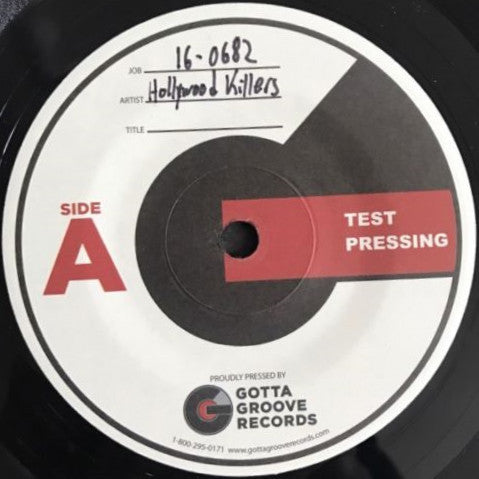 JOB 16-0682
ARTIST Hollywood Killers
TITLE
SIDE
A
TEST
PRESSING
PROUDLY PRESSED BY
GOTTA
GROOVE
RECORDS
1-800-295-0171 www.gottagrooverecords.com